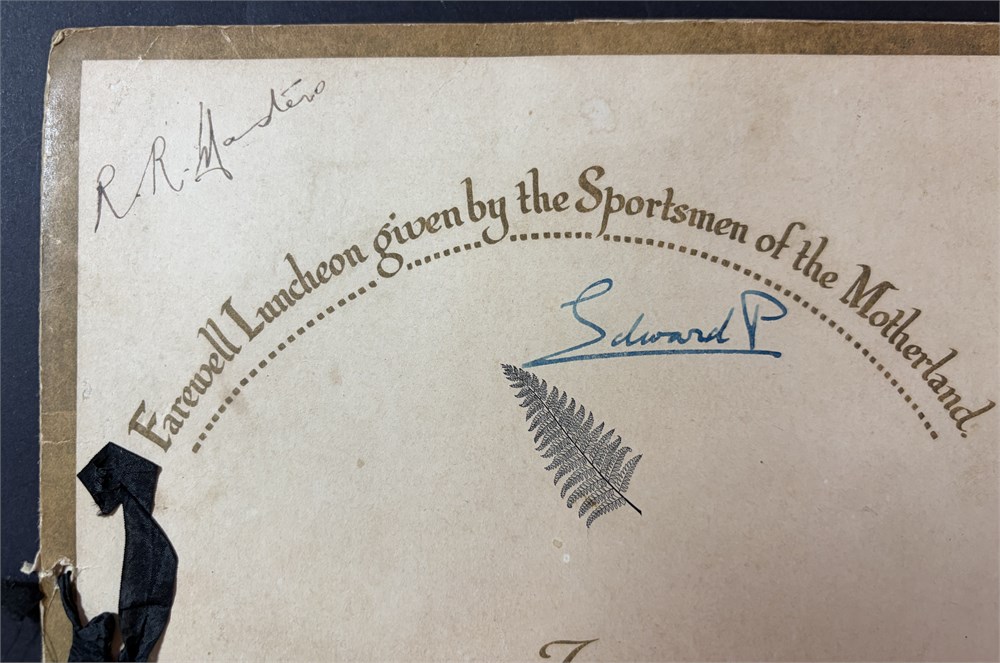 R. R. Masters
Farewell Luncheon given by the Sportsmen of the Motherland.
Edward P